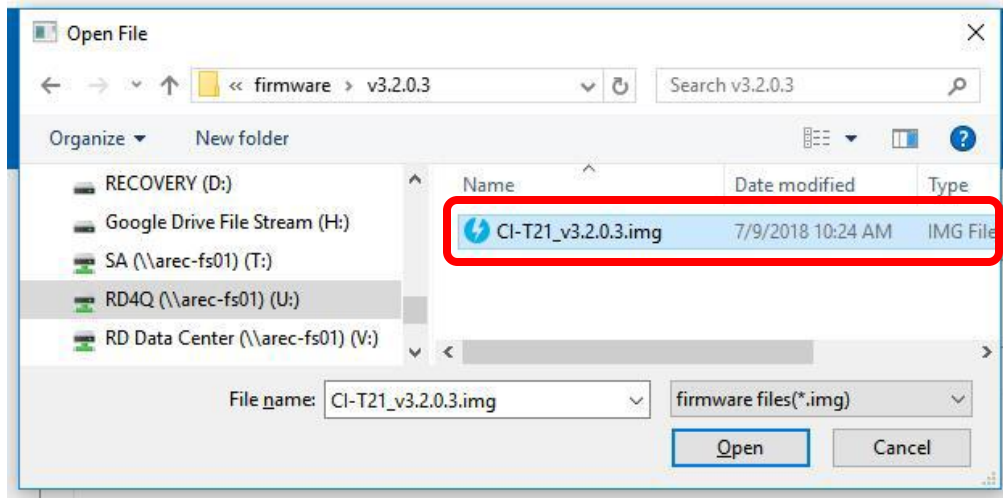 Open File
« firmware > v3.2.0.3
Search v3.2.0.3
Organize
New folder
RECOVERY (D:)
Google Drive File Stream (H:)
SA (\\arec-fs01) (T:)
RD4Q (\\arec-fs01) (U:)
RD Data Center (\\arec-fs01) (V:)
Name
Date modified
Type
CI-T21_v3.2.0.3.img
7/9/2018 10:24 AM
IMG File
File name:
CI-T21_v3.2.0.3.img
firmware files(*.img)
Open
Cancel